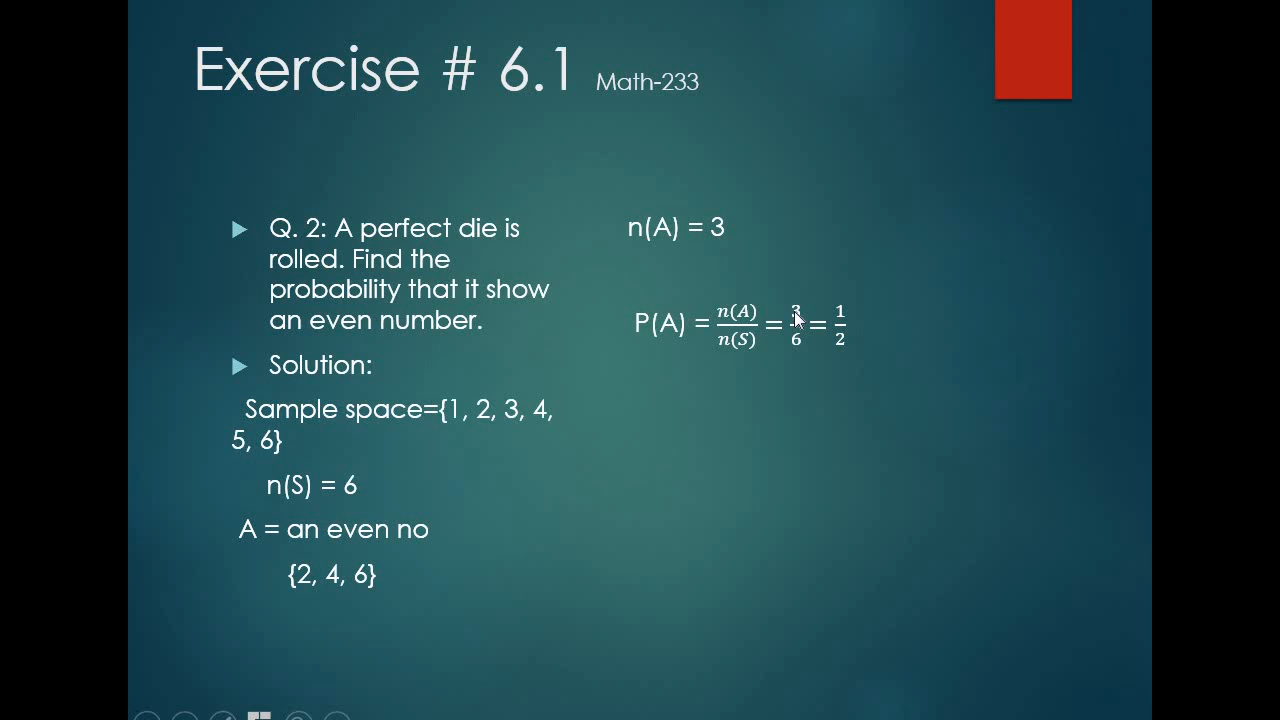 Exercise # 6.1 Math-233
Q. 2: A perfect die is
rolled. Find the
probability that it show
an even number.
Solution:
Sample space={1, 2, 3, 4,
5, 6}
n(S) = 6
A = an even no
{2, 4, 6}
n(A) = 3
P(A) = n(A)/n(S) = 3/6 = 1/2